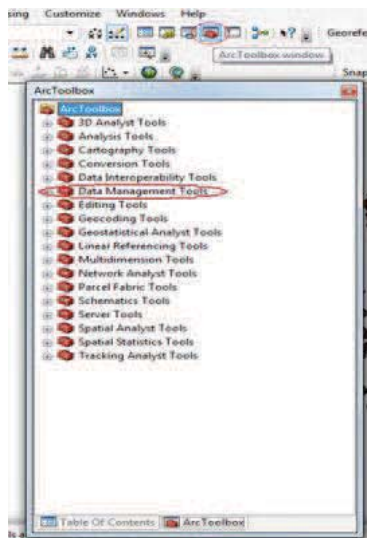 sing Customize Windows Help
Georefe
ArcToolbox window
Snap
ArcToolbox
ArcToolbox
3D Analyst Tools
Analysis Tools
Cartography Tools
Conversion Tools
Data Interoperability Tools
Data Management Tools
Editing Tools
Geocoding Tools
Geostatistical Analyst Tools
Linear Referencing Tools
Multidimension Tools
Network Analyst Tools
Parcel Fabric Tools
Schematics Tools
Server Tools
Spatial Analyst Tools
Spatial Statistics Tools
Tracking Analyst Tools
Table Of Contents ArcToolbox